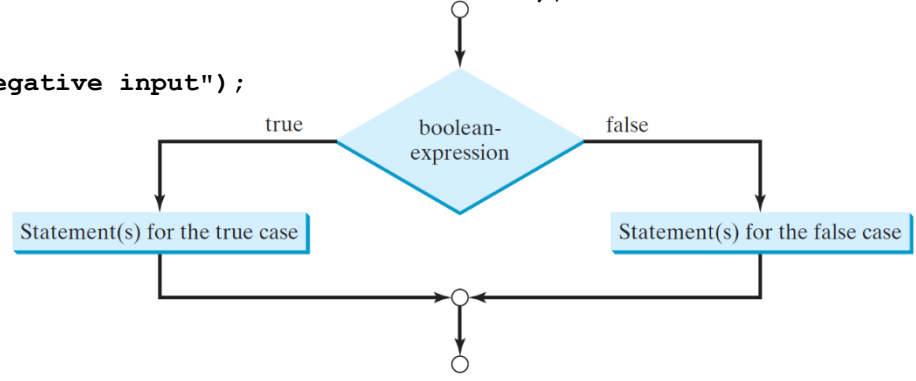 );
egative input");
true
boolean-
expression
false
Statement(s) for the true case
Statement(s) for the false case